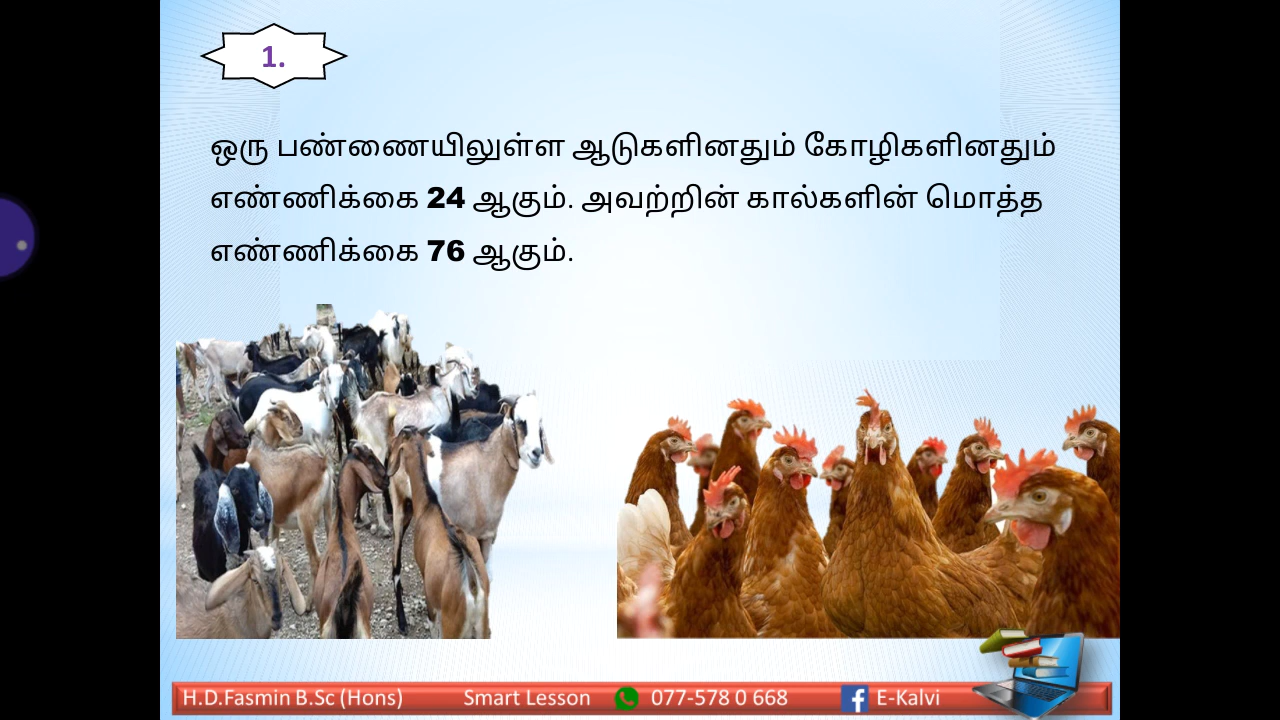 1.
ஒரு பண்ணையிலுள்ள ஆடுகளினதும் கோழிகளினதும்
எண்ணிக்கை 24 ஆகும். அவற்றின் கால்களின் மொத்த
எண்ணிக்கை 76 ஆகும்.
H.D.Fasmin B.Sc (Hons) Smart Lesson 077-578 0 668 E-Kalvi